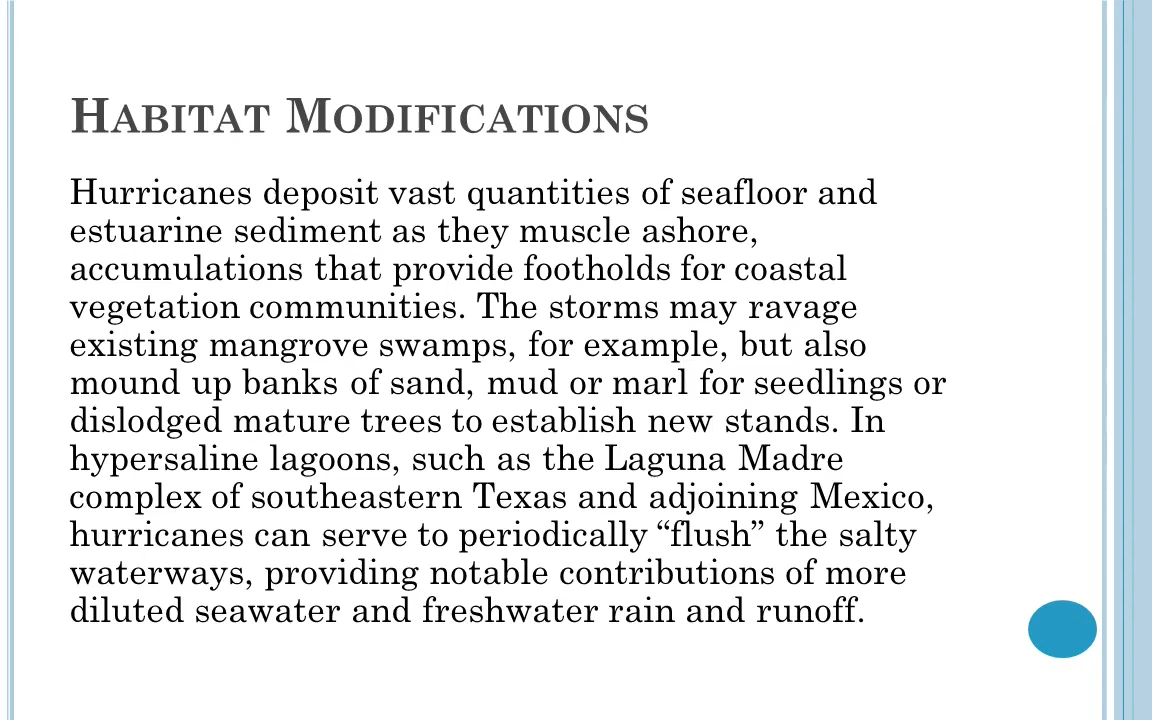 Habitat Modifications
Hurricanes deposit vast quantities of seafloor and
estuarine sediment as they muscle ashore,
accumulations that provide footholds for coastal
vegetation communities. The storms may ravage
existing mangrove swamps, for example, but also
mound up banks of sand, mud or marl for seedlings or
dislodged mature trees to establish new stands. In
hypersaline lagoons, such as the Laguna Madre
complex of southeastern Texas and adjoining Mexico,
hurricanes can serve to periodically “flush” the salty
waterways, providing notable contributions of more
diluted seawater and freshwater rain and runoff.